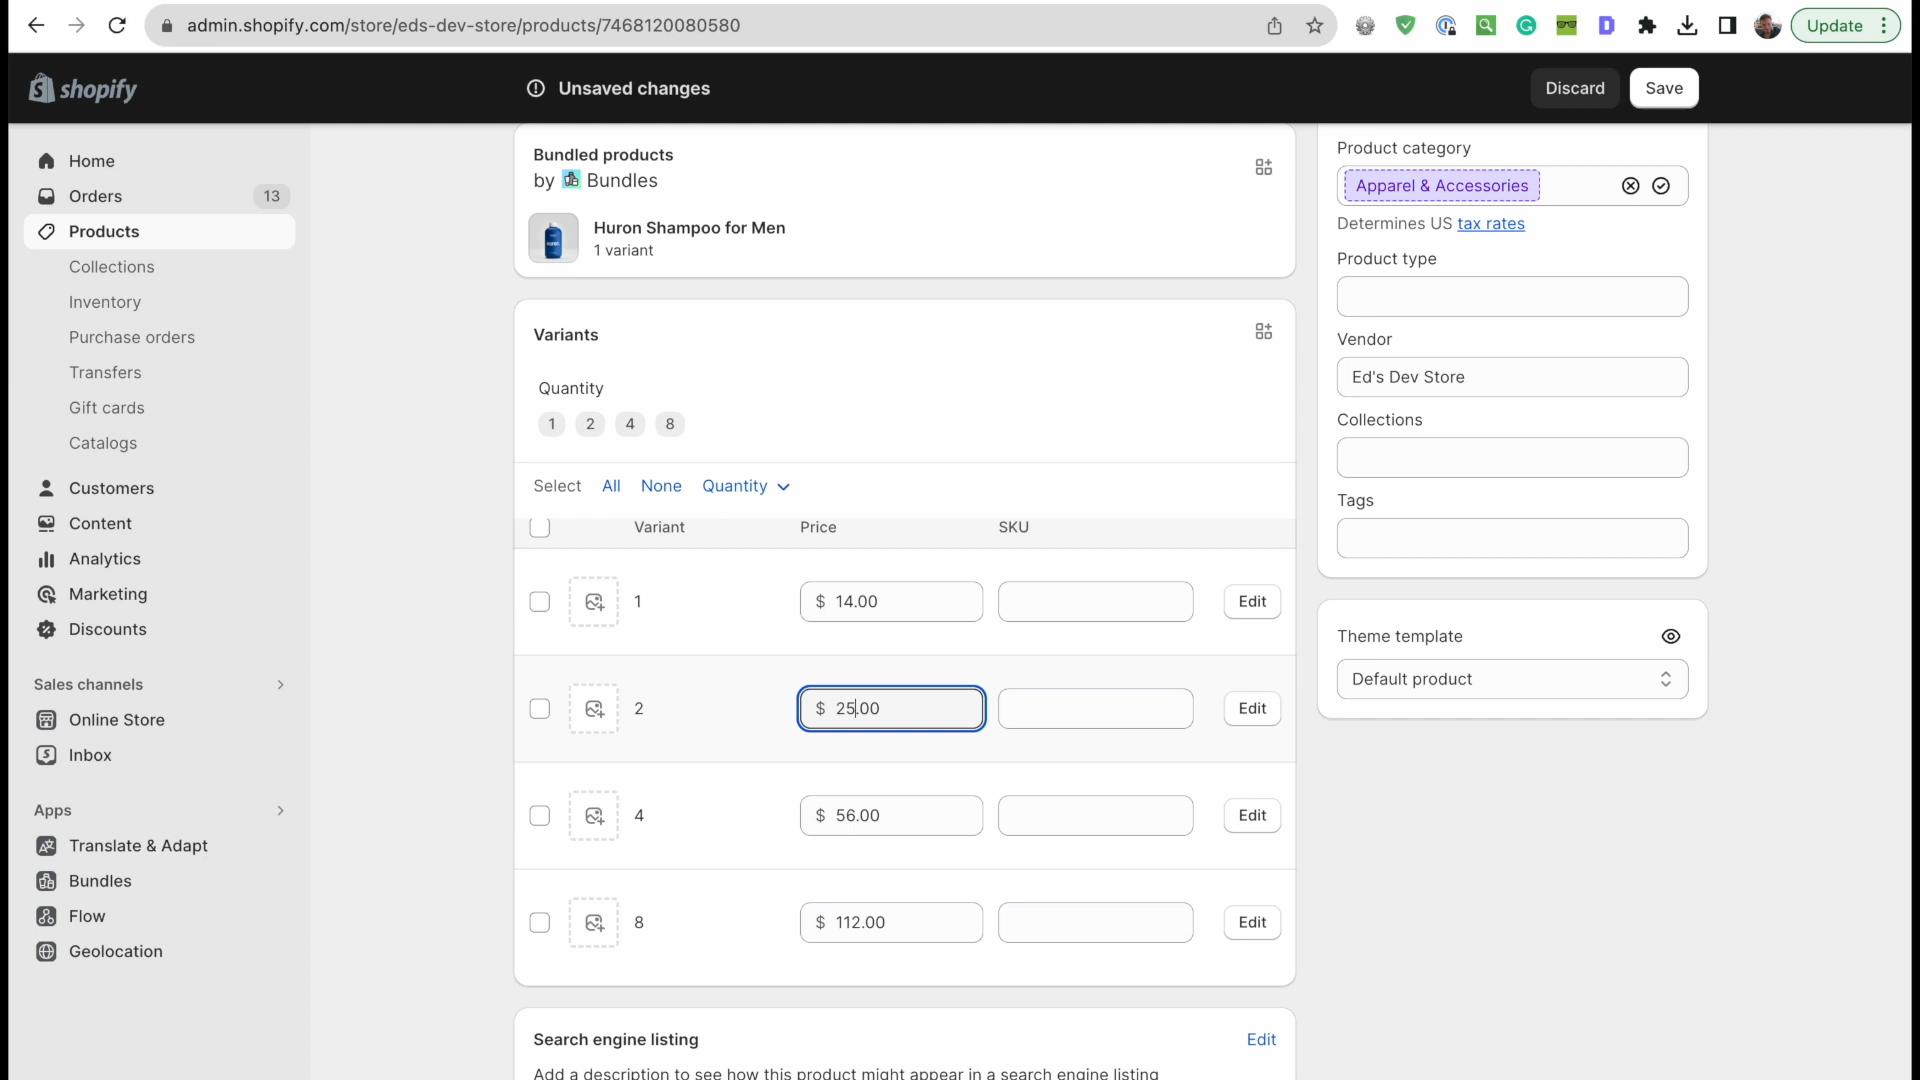 admin.shopify.com/store/eds-dev-store/products/7468120080580
Update
shopify
Unsaved changes
Discard
Save
Home
Orders
13
Products
Collections
Inventory
Purchase orders
Transfers
Gift cards
Catalogs
Customers
Content
Analytics
Marketing
Discounts
Sales channels
Online Store
Inbox
Apps
Translate & Adapt
Bundles
Flow
Geolocation
Bundled products
by Bundles
Huron Shampoo for Men
1 variant
Variants
Quantity
1 2 4 8
Select All None Quantity
Variant Price SKU
1 $ 14.00 Edit
2 $ 25.00 Edit
4 $ 56.00 Edit
8 $ 112.00 Edit
Search engine listing
Edit
Add a description to see how this product might appear in a search engine listing
Product category
Apparel & Accessories
Determines US tax rates
Product type
Vendor
Ed's Dev Store
Collections
Tags
Theme template
Default product